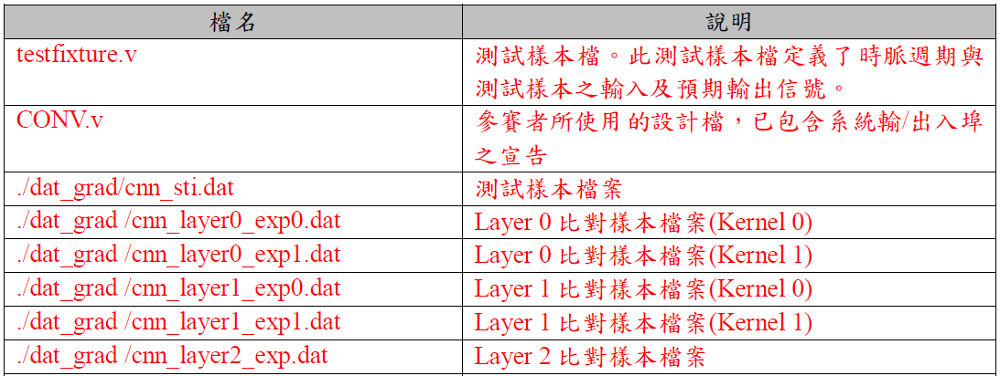 檔名 說明
testfixture.v 測試樣本檔。此測試樣本檔定義了時脈週期與
測試樣本之輸入及預期輸出信號。
CONV.v 參賽者所使用的設計檔,已包含系統輸/出入埠
之宣告
./dat_grad/cnn_sti.dat 測試樣本檔案
./dat_grad /cnn_layer0_exp0.dat Layer 0 比對樣本檔案(Kernel 0)
./dat_grad /cnn_layer0_exp1.dat Layer 0 比對樣本檔案(Kernel 1)
./dat_grad /cnn_layer1_exp0.dat Layer 1 比對樣本檔案(Kernel 0)
./dat_grad /cnn_layer1_exp1.dat Layer 1 比對樣本檔案(Kernel 1)
./dat_grad /cnn_layer2_exp.dat Layer 2 比對樣本檔案